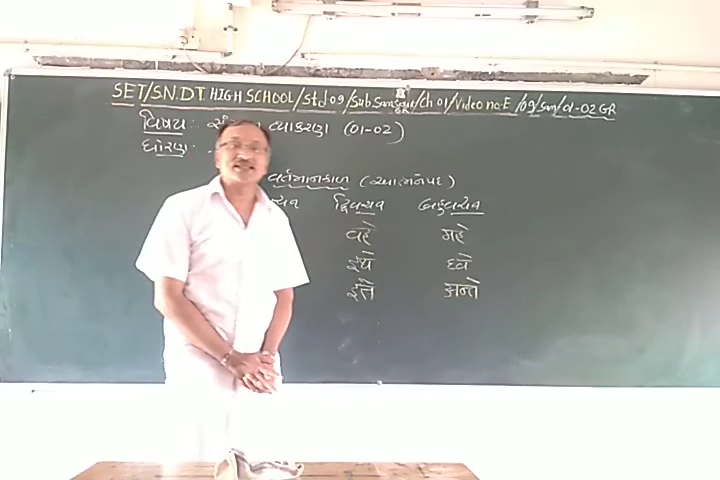 SET/S.N.D.T. HIGH SCHOOL/Std 09/Sub.Sanskrit/Ch 01/Video no.E/09/San/01-02 GR
વિષય: વ્યાકરણ (01-02)
ધોરણ:
વર્તમાનકાળ (આત્મનેપદ)
દ્વિવચન બહુવચન
वहे महे
इथे ध्वे
इते अन्ते